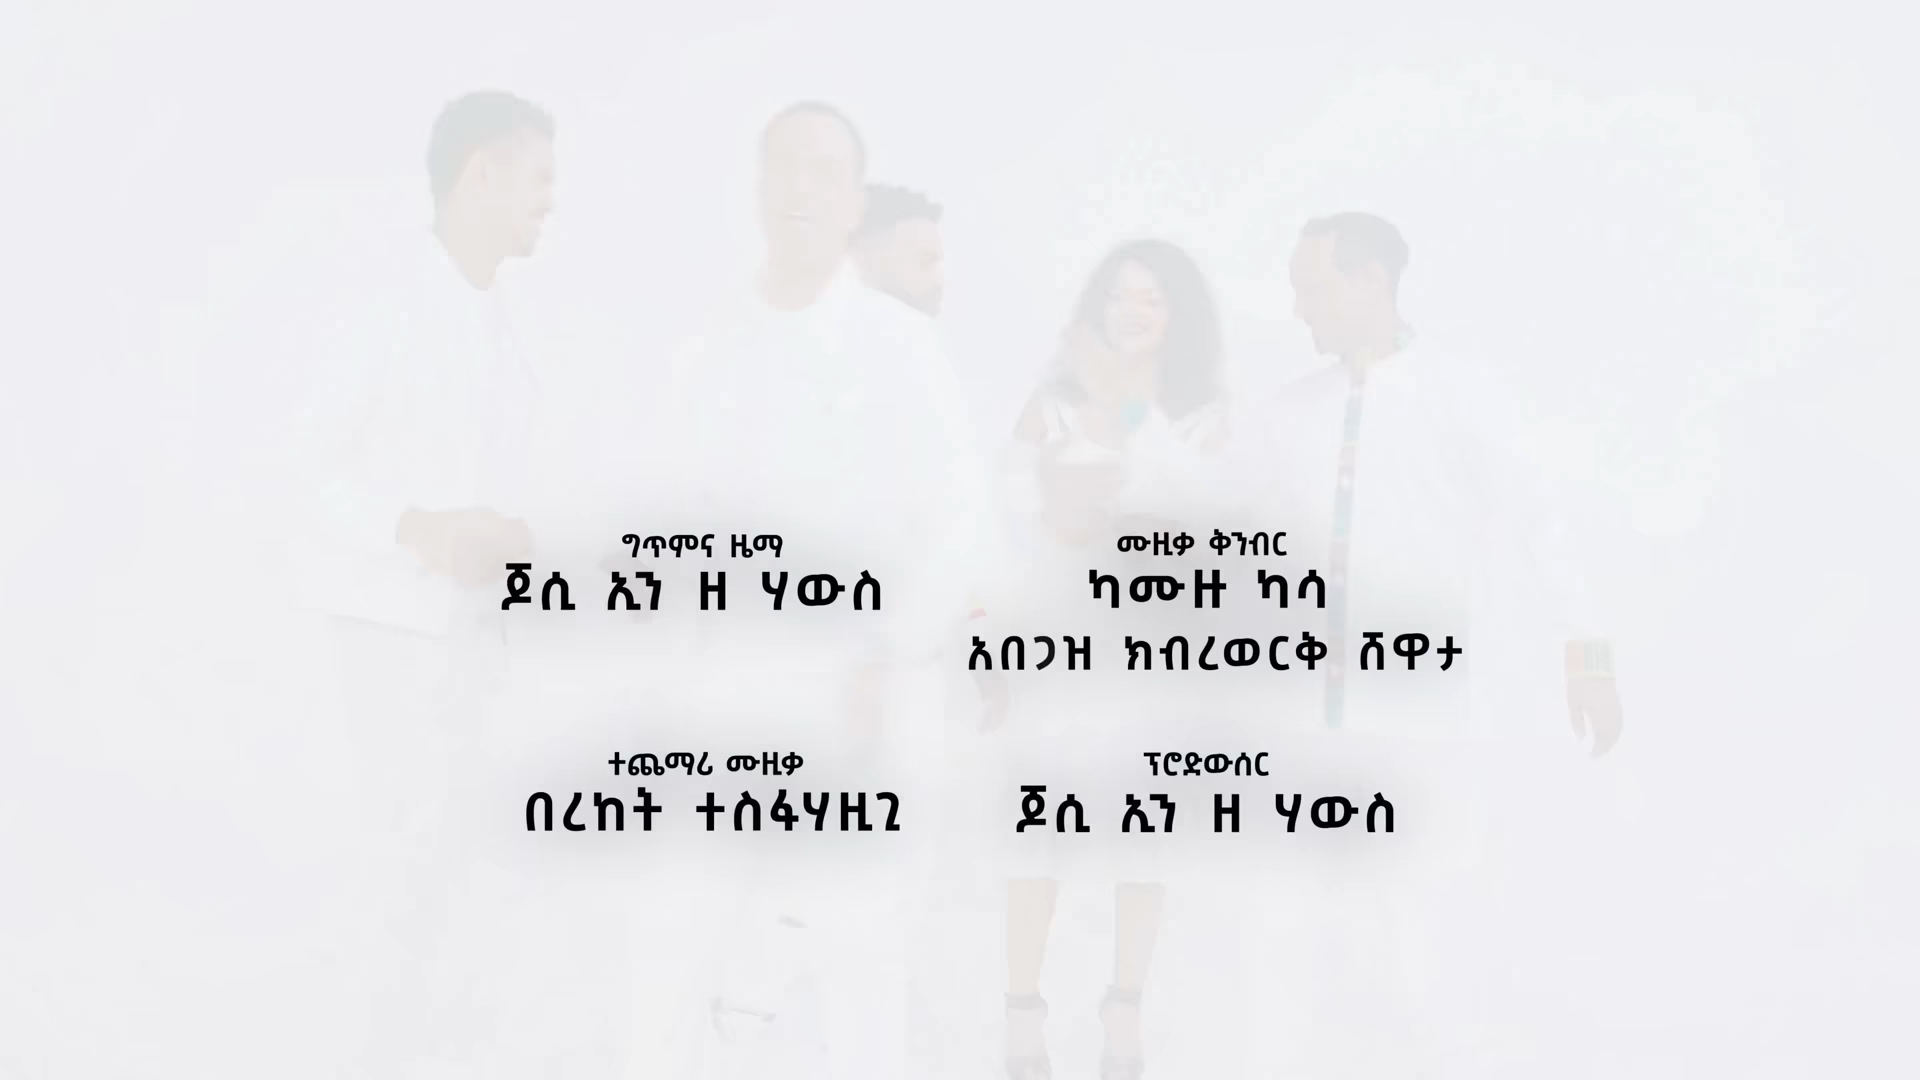 ግጥምና ዜማ
ጆሲ ኢን ዘ ሃውስ
ሙዚቃ ቅንብር
ካሙዙ ካሳ
አበጋዝ ክብረወርቅ ሽዋታ
ተጨማሪ ሙዚቃ
በረከት ተስፋሃዚጊ
ፕሮድውሰር
ጆሲ ኢን ዘ ሃውስ